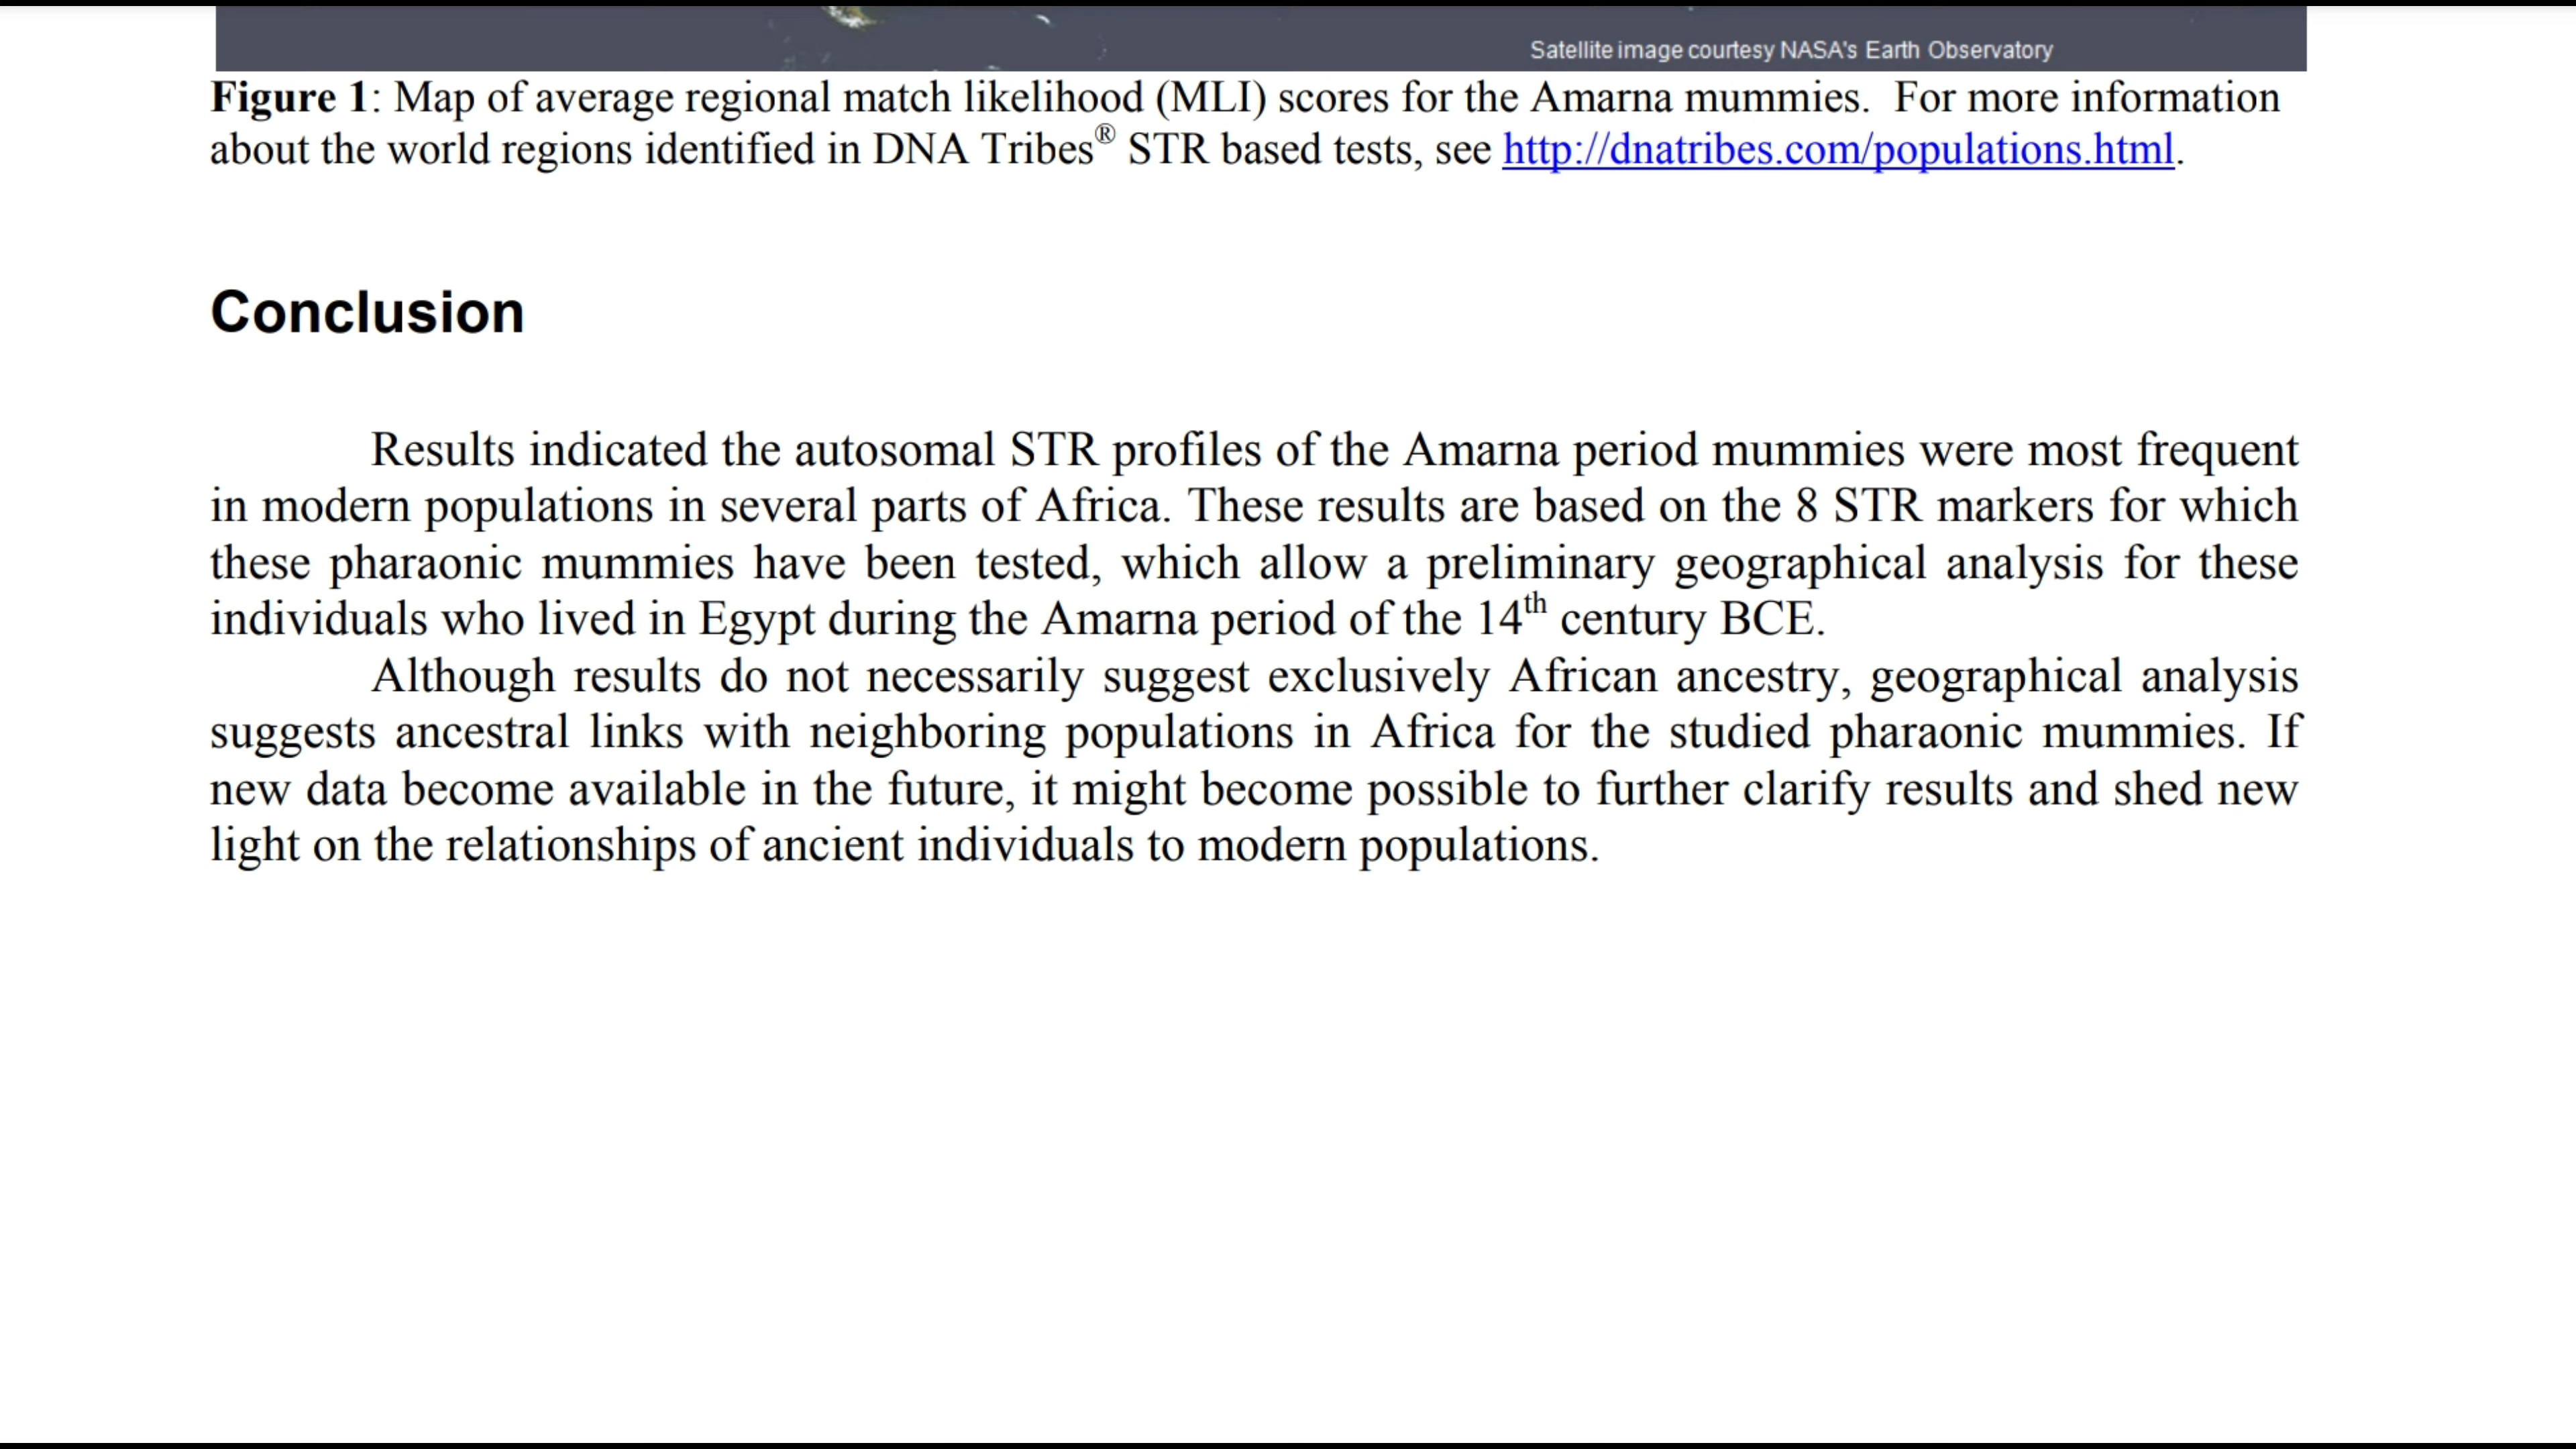 Satellite image courtesy NASA's Earth Observatory
Figure 1: Map of average regional match likelihood (MLI) scores for the Amarna mummies.  For more information
about the world regions identified in DNA Tribes® STR based tests, see http://dnatribes.com/populations.html.
Conclusion
Results indicated the autosomal STR profiles of the Amarna period mummies were most frequent
in modern populations in several parts of Africa. These results are based on the 8 STR markers for which
these pharaonic mummies have been tested, which allow a preliminary geographical analysis for these
individuals who lived in Egypt during the Amarna period of the 14th century BCE.
Although results do not necessarily suggest exclusively African ancestry, geographical analysis
suggests ancestral links with neighboring populations in Africa for the studied pharaonic mummies. If
new data become available in the future, it might become possible to further clarify results and shed new
light on the relationships of ancient individuals to modern populations.